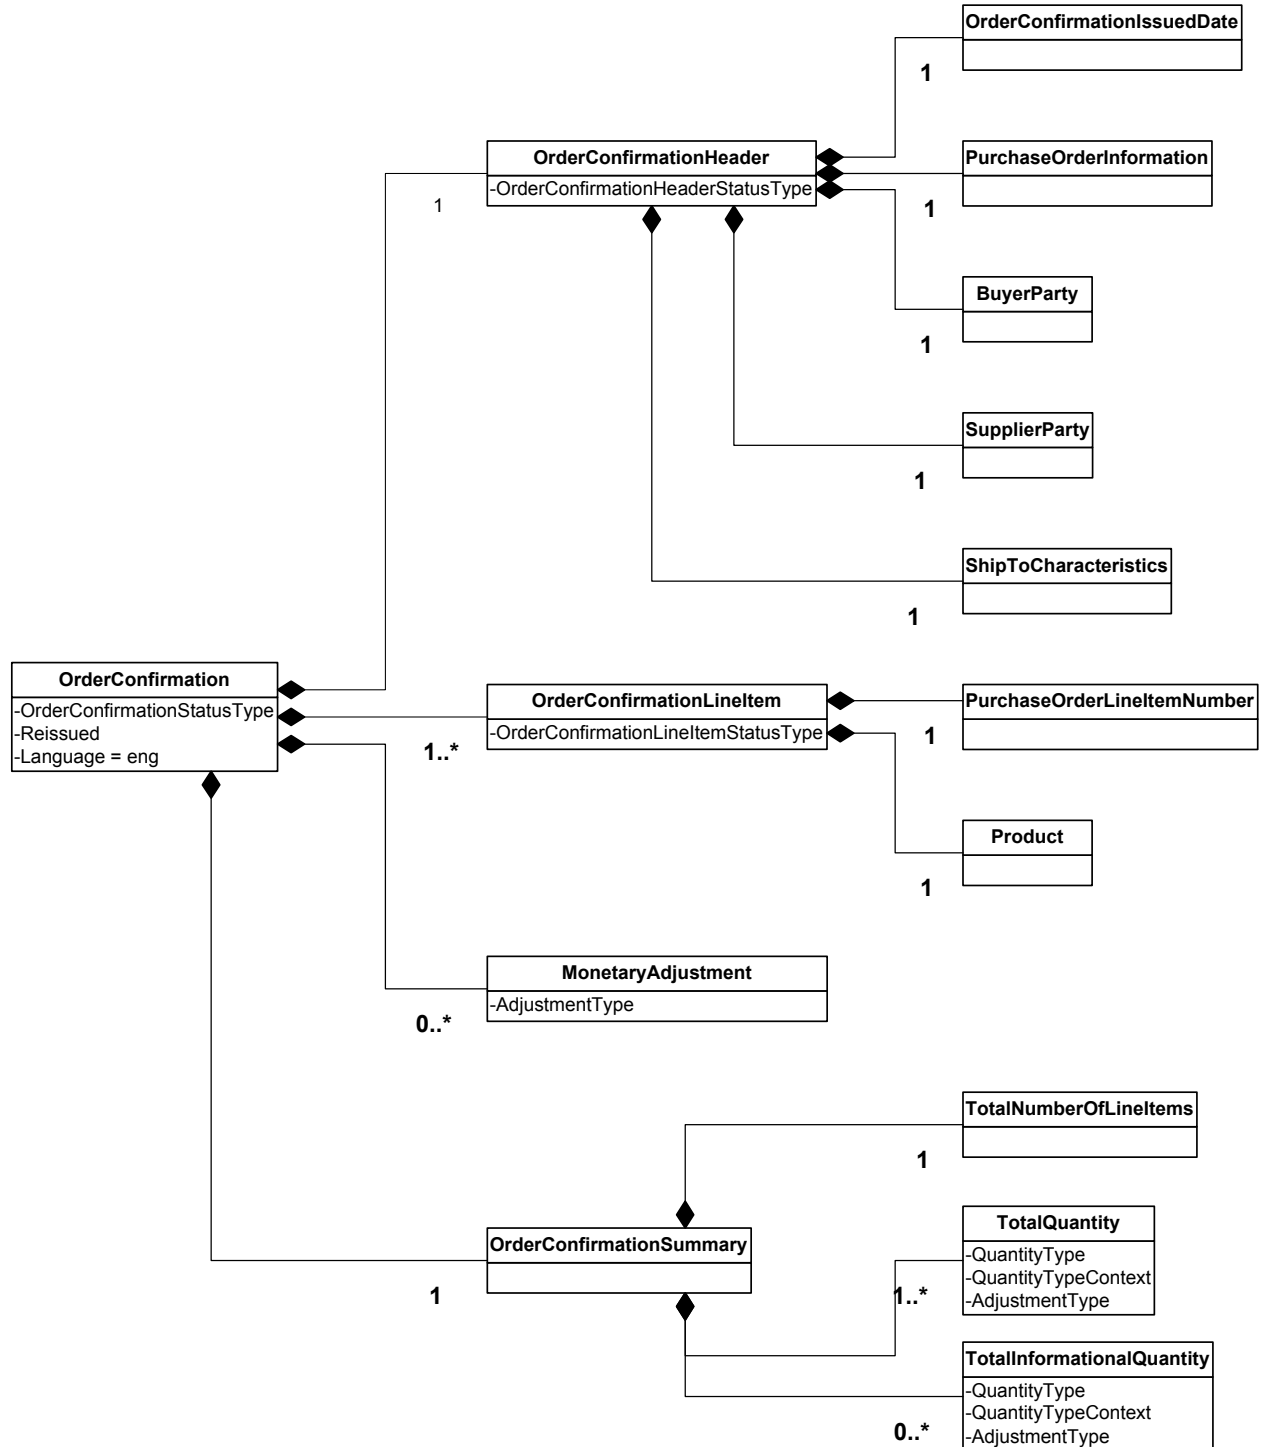 OrderConfirmationIssuedDate
1
OrderConfirmationHeader
-OrderConfirmationHeaderStatusType
1
PurchaseOrderInformation
1
BuyerParty
1
SupplierParty
1
ShipToCharacteristics
1
OrderConfirmation
-OrderConfirmationStatusType
-Reissued
-Language = eng
OrderConfirmationLineItem
-OrderConfirmationLineItemStatusType
1..*
PurchaseOrderLineItemNumber
1
Product
1
MonetaryAdjustment
-AdjustmentType
0..*
TotalNumberOfLineItems
1
OrderConfirmationSummary
1
TotalQuantity
-QuantityType
-QuantityTypeContext
-AdjustmentType
1..*
TotalInformationalQuantity
-QuantityType
-QuantityTypeContext
-AdjustmentType
0..*